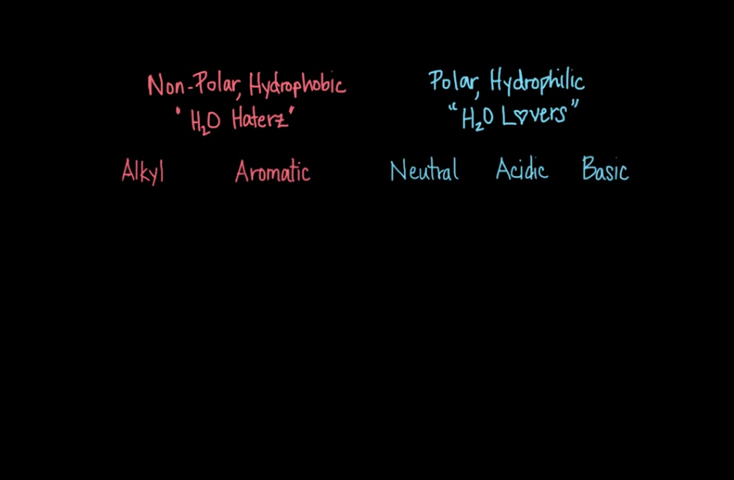 Non-Polar, Hydrophobic
"H₂O Haterz"
Alkyl Aromatic
Polar, Hydrophilic
"H₂O L♡vers"
Neutral Acidic Basic